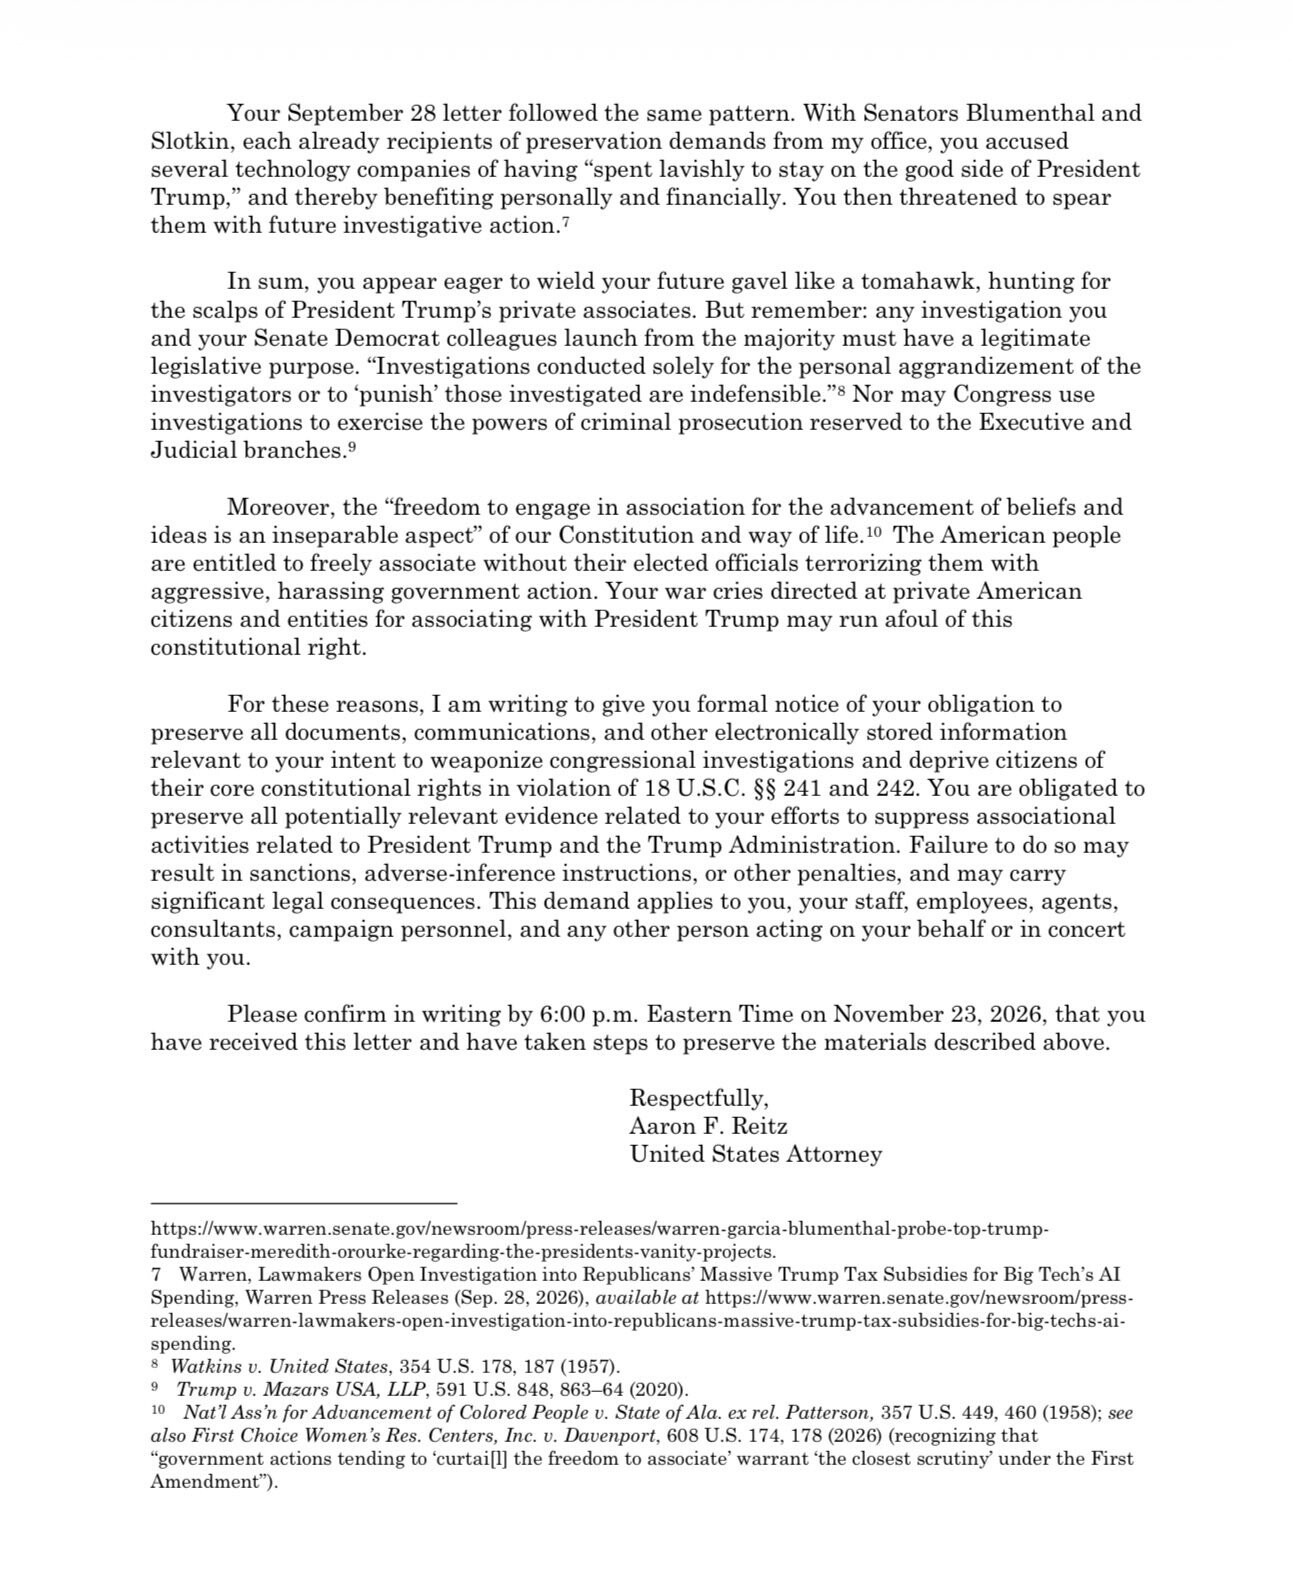 Your September 28 letter followed the same pattern. With Senators Blumenthal and
Slotkin, each already recipients of preservation demands from my office, you accused
several technology companies of having “spent lavishly to stay on the good side of President
Trump,” and thereby benefiting personally and financially. You then threatened to spear
them with future investigative action.⁷
In sum, you appear eager to wield your future gavel like a tomahawk, hunting for
the scalps of President Trump’s private associates. But remember: any investigation you
and your Senate Democrat colleagues launch from the majority must have a legitimate
legislative purpose. “Investigations conducted solely for the personal aggrandizement of the
investigators or to ‘punish’ those investigated are indefensible.”⁸ Nor may Congress use
investigations to exercise the powers of criminal prosecution reserved to the Executive and
Judicial branches.⁹
Moreover, the “freedom to engage in association for the advancement of beliefs and
ideas is an inseparable aspect” of our Constitution and way of life.¹⁰ The American people
are entitled to freely associate without their elected officials terrorizing them with
aggressive, harassing government action. Your war cries directed at private American
citizens and entities for associating with President Trump may run afoul of this
constitutional right.
For these reasons, I am writing to give you formal notice of your obligation to
preserve all documents, communications, and other electronically stored information
relevant to your intent to weaponize congressional investigations and deprive citizens of
their core constitutional rights in violation of 18 U.S.C. §§ 241 and 242. You are obligated to
preserve all potentially relevant evidence related to your efforts to suppress associational
activities related to President Trump and the Trump Administration. Failure to do so may
result in sanctions, adverse-inference instructions, or other penalties, and may carry
significant legal consequences. This demand applies to you, your staff, employees, agents,
consultants, campaign personnel, and any other person acting on your behalf or in concert
with you.
Please confirm in writing by 6:00 p.m. Eastern Time on November 23, 2026, that you
have received this letter and have taken steps to preserve the materials described above.
Respectfully,
Aaron F. Reitz
United States Attorney
https://www.warren.senate.gov/newsroom/press-releases/warren-garcia-blumenthal-probe-top-trump-
fundraiser-meredith-orourke-regarding-the-presidents-vanity-projects.
7 Warren, Lawmakers Open Investigation into Republicans’ Massive Trump Tax Subsidies for Big Tech’s AI
Spending, Warren Press Releases (Sep. 28, 2026), available at https://www.warren.senate.gov/newsroom/press-
releases/warren-lawmakers-open-investigation-into-republicans-massive-trump-tax-subsidies-for-big-techs-ai-
spending.
⁸ Watkins v. United States, 354 U.S. 178, 187 (1957).
⁹ Trump v. Mazars USA, LLP, 591 U.S. 848, 863–64 (2020).
¹⁰ Nat’l Ass’n for Advancement of Colored People v. State of Ala. ex rel. Patterson, 357 U.S. 449, 460 (1958); see
also First Choice Women’s Res. Centers, Inc. v. Davenport, 608 U.S. 174, 178 (2026) (recognizing that
“government actions tending to ‘curtai[l] the freedom to associate’ warrant ‘the closest scrutiny’ under the First
Amendment”).